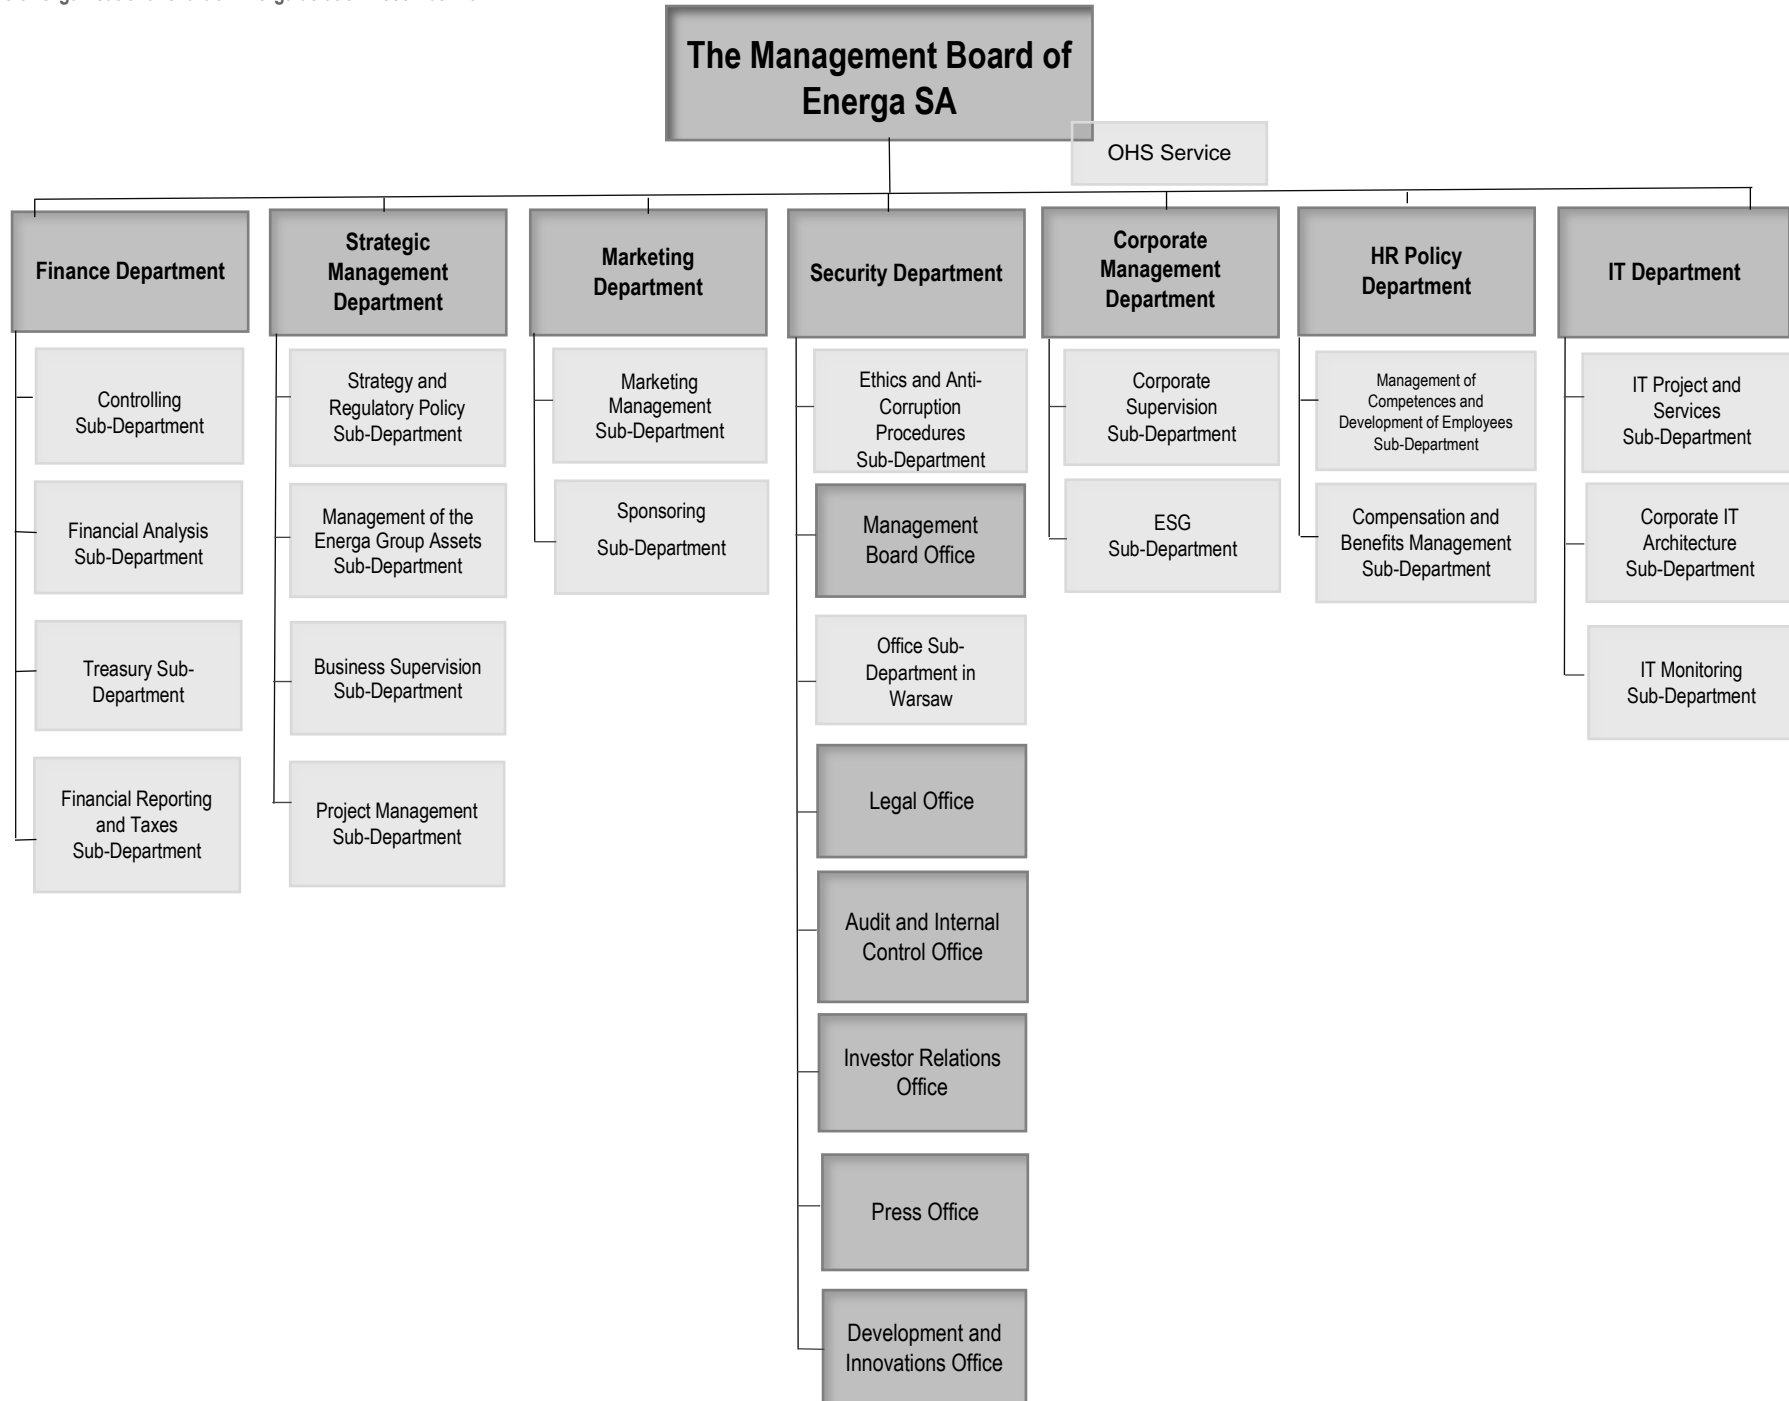 The Management Board of
Energa SA
OHS Service
Finance Department
Strategic
Management
Department
Marketing
Department
Security Department
Corporate
Management
Department
HR Policy
Department
IT Department
Controlling
Sub-Department
Financial Analysis
Sub-Department
Treasury Sub-
Department
Financial Reporting
and Taxes
Sub-Department
Strategy and
Regulatory Policy
Sub-Department
Management of the
Energa Group Assets
Sub-Department
Business Supervision
Sub-Department
Project Management
Sub-Department
Marketing
Management
Sub-Department
Sponsoring
Sub-Department
Ethics and Anti-
Corruption
Procedures
Sub-Department
Management
Board Office
Office Sub-
Department in
Warsaw
Legal Office
Audit and Internal
Control Office
Investor Relations
Office
Press Office
Development and
Innovations Office
Corporate
Supervision
Sub-Department
ESG
Sub-Department
Management of
Competences and
Development of Employees
Sub-Department
Compensation and
Benefits Management
Sub-Department
IT Project and
Services
Sub-Department
Corporate IT
Architecture
Sub-Department
IT Monitoring
Sub-Department